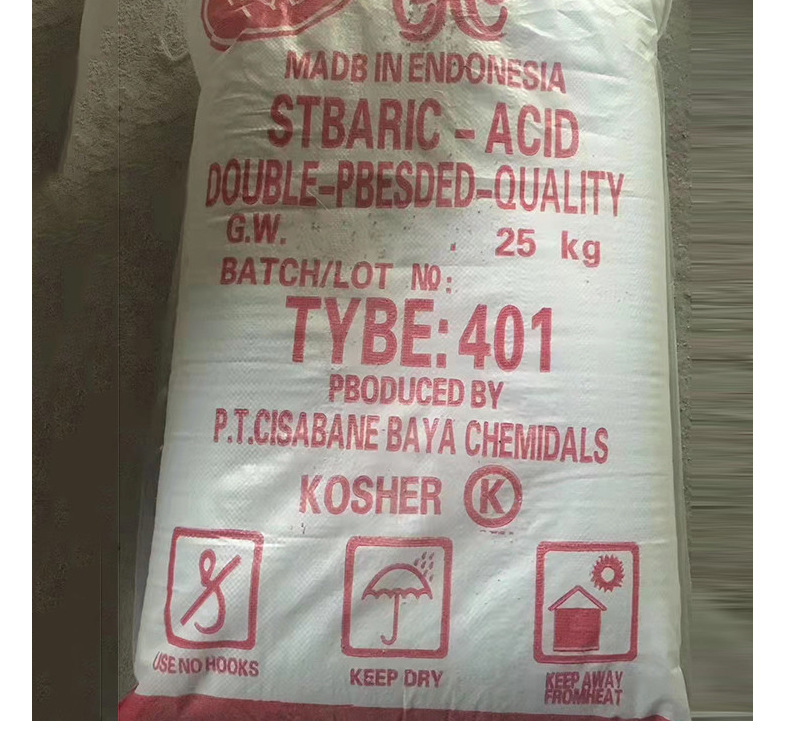 MADB IN ENDONESIA
STBARIC - ACID
DOUBLE-PBESDED-QUALITY
G.W. 25 kg
BATCH/LOT NO:
TYBE: 401
PBODUCED BY
P.T.CISABANE BAYA CHEMIDALS
KOSHER K
USE NO HOOKS
KEEP DRY
KEEP AWAY
FROMHEAT